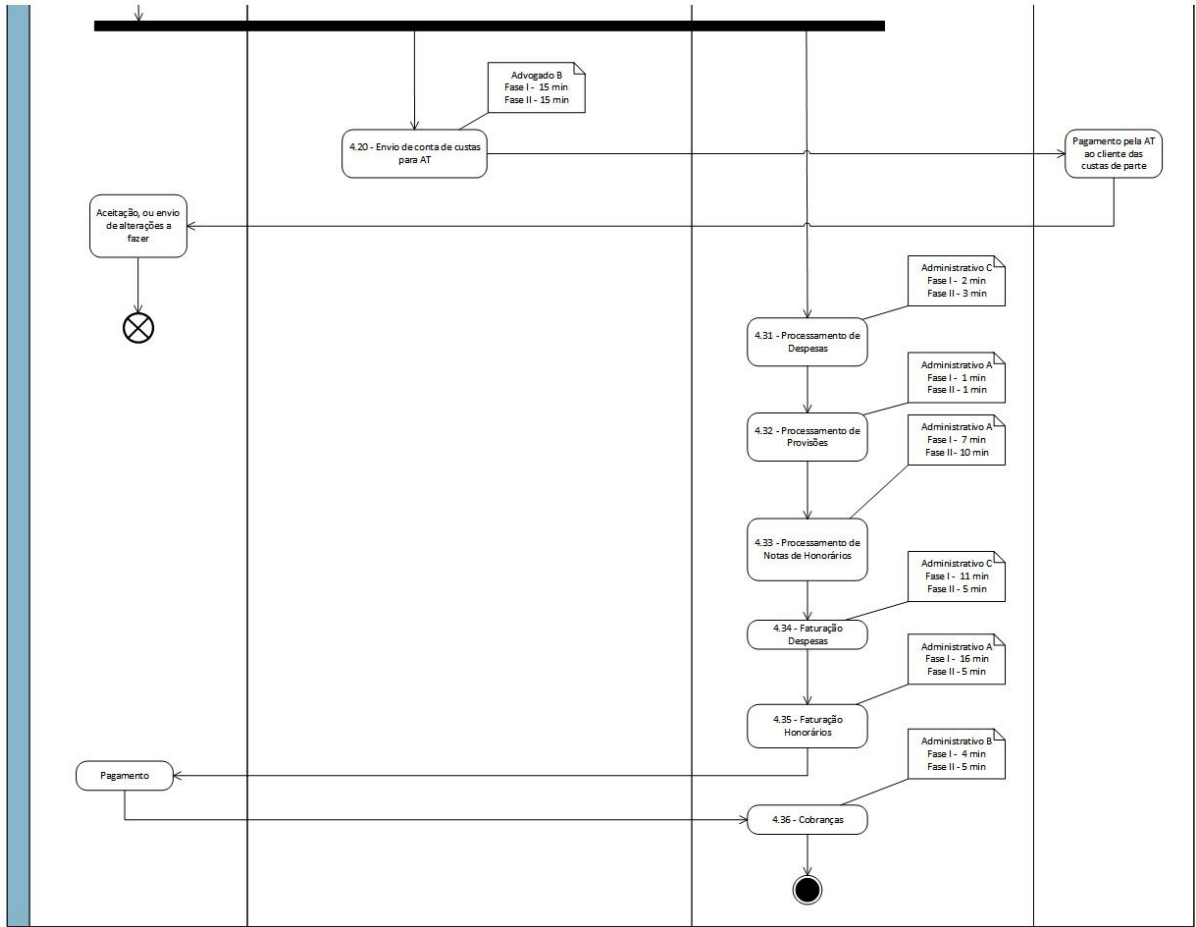 Advogado B
Fase I - 15 min
Fase II - 15 min
4.20 - Envio de conta de custas
para AT
Pagamento pela AT
ao cliente das
custas de parte
Aceitação, ou envio
de alterações a
fazer
Administrativo C
Fase I - 2 min
Fase II - 3 min
4.31 - Processamento de
Despesas
Administrativo A
Fase I - 1 min
Fase II - 1 min
4.32 - Processamento de
Provisões
Administrativo A
Fase I - 7 min
Fase II - 10 min
4.33 - Processamento de
Notas de Honorários
Administrativo C
Fase I - 11 min
Fase II - 5 min
4.34 - Faturação
Despesas
Administrativo A
Fase I - 16 min
Fase II - 5 min
4.35 - Faturação
Honorários
Administrativo B
Fase I - 4 min
Fase II - 5 min
Pagamento
4.36 - Cobranças